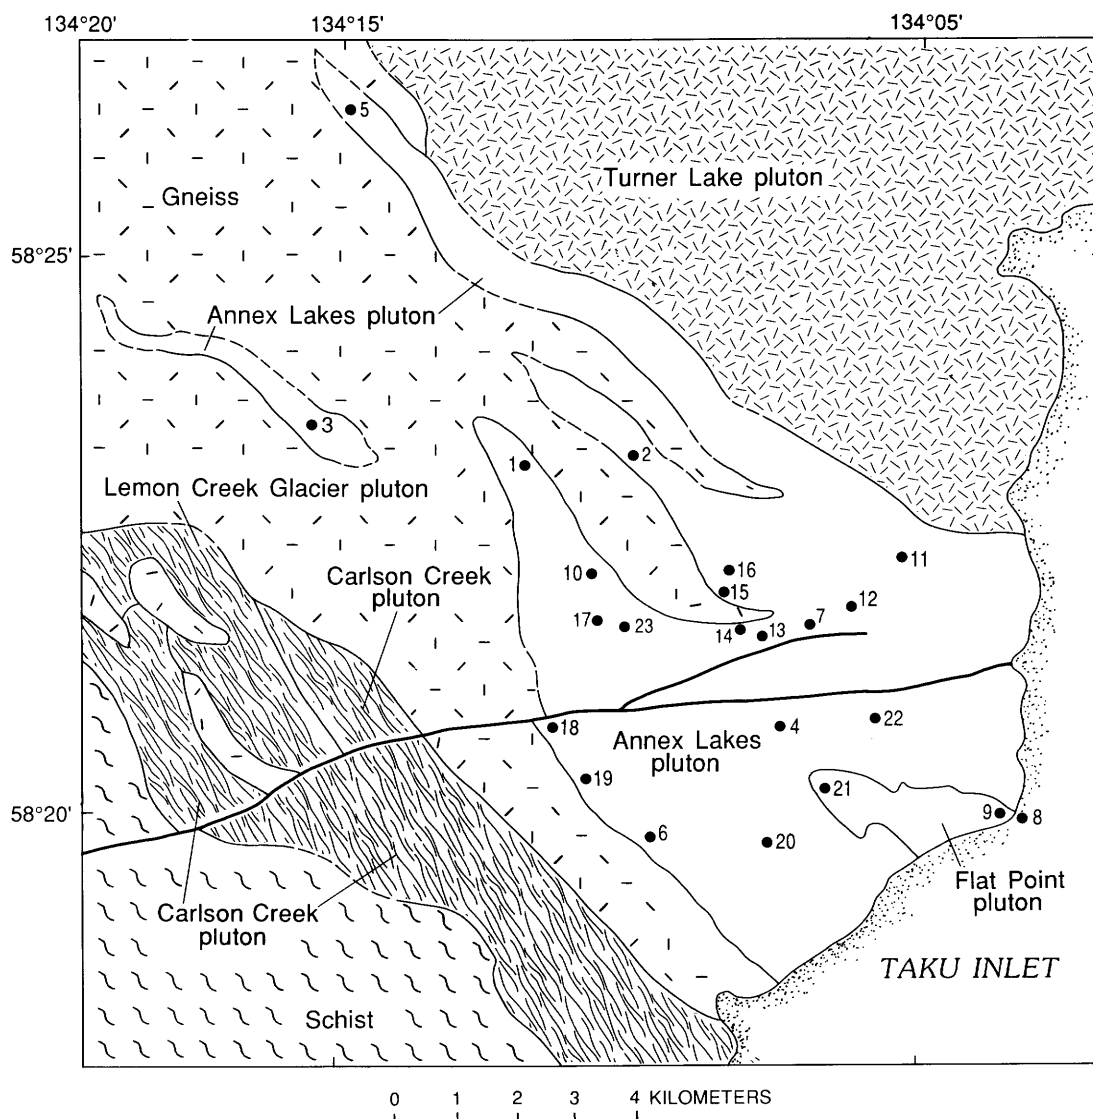 134°20'
134°15'
134°05'
5
Turner Lake pluton
Gneiss
58°25'
Annex Lakes pluton
3
2
1
Lemon Creek Glacier pluton
Carlson Creek
pluton
11
16
10
15
12
17
23
14
13
7
22
18
4
Annex Lakes
pluton
19
21
58°20'
9
8
6
20
Flat Point
pluton
Carlson Creek
pluton
TAKU INLET
Schist
0 1 2 3 4 KILOMETERS